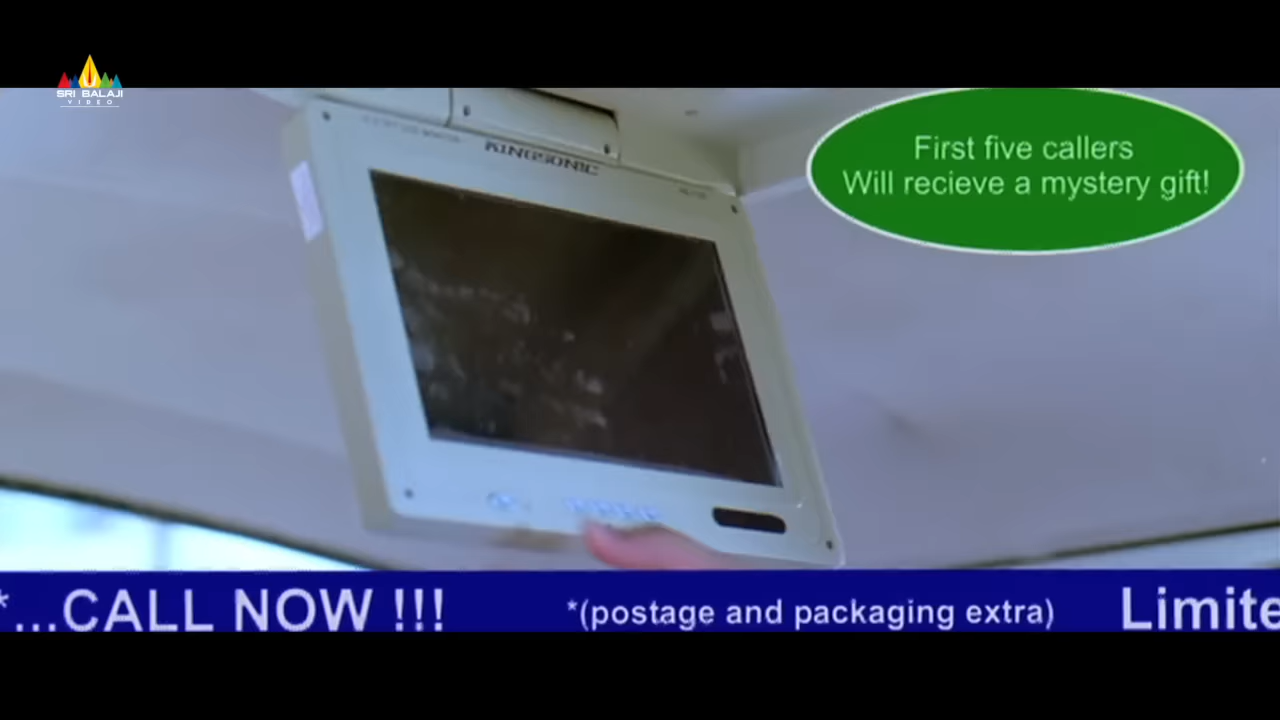 SRI BALAJI
VIDEO
KINGSONIC
First five callers
Will recieve a mystery gift!
*...CALL NOW !!! *(postage and packaging extra) Limite